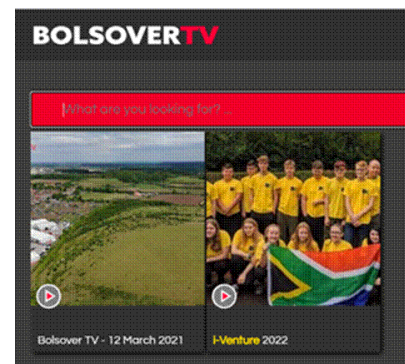 BOLSOVERTV
What are you looking for? ...
Bolsover TV - 12 March 2021
i-Venture 2022